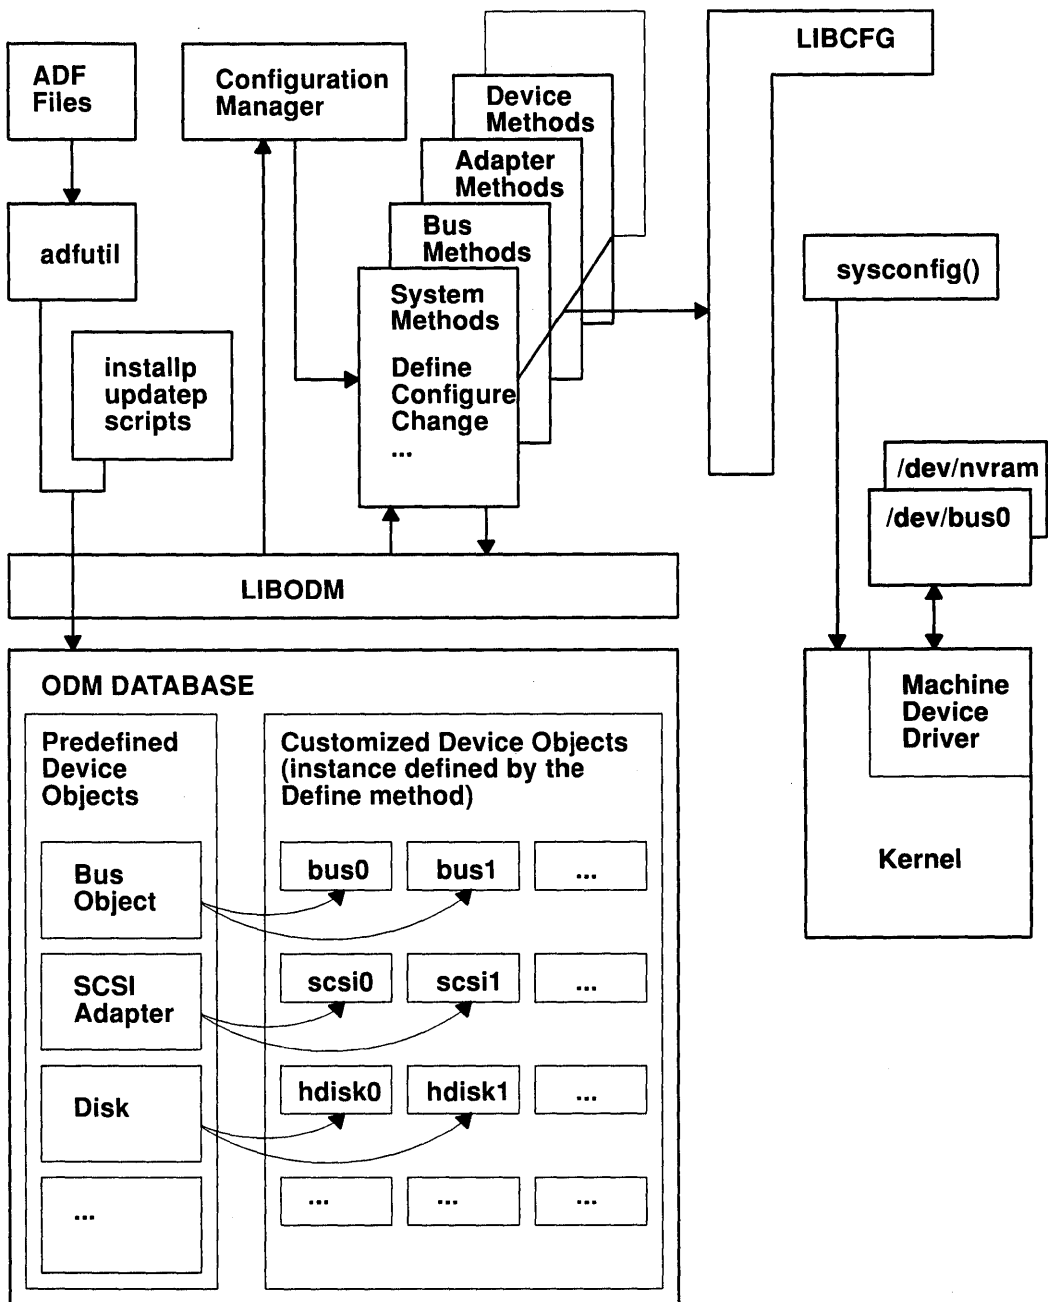 ADF
Files
Configuration
Manager
Device
Methods
LIBCFG
Adapter
Methods
adfutil
Bus
Methods
sysconfig()
System
Methods
Define
Configure
Change
...
installp
updatep
scripts
/dev/nvram
/dev/bus0
LIBODM
ODM DATABASE
Predefined
Device
Objects
Customized Device Objects
(instance defined by the
Define method)
Machine
Device
Driver
Kernel
Bus
Object
bus0
bus1
...
SCSI
Adapter
scsi0
scsi1
...
Disk
hdisk0
hdisk1
...
...
...
...
...